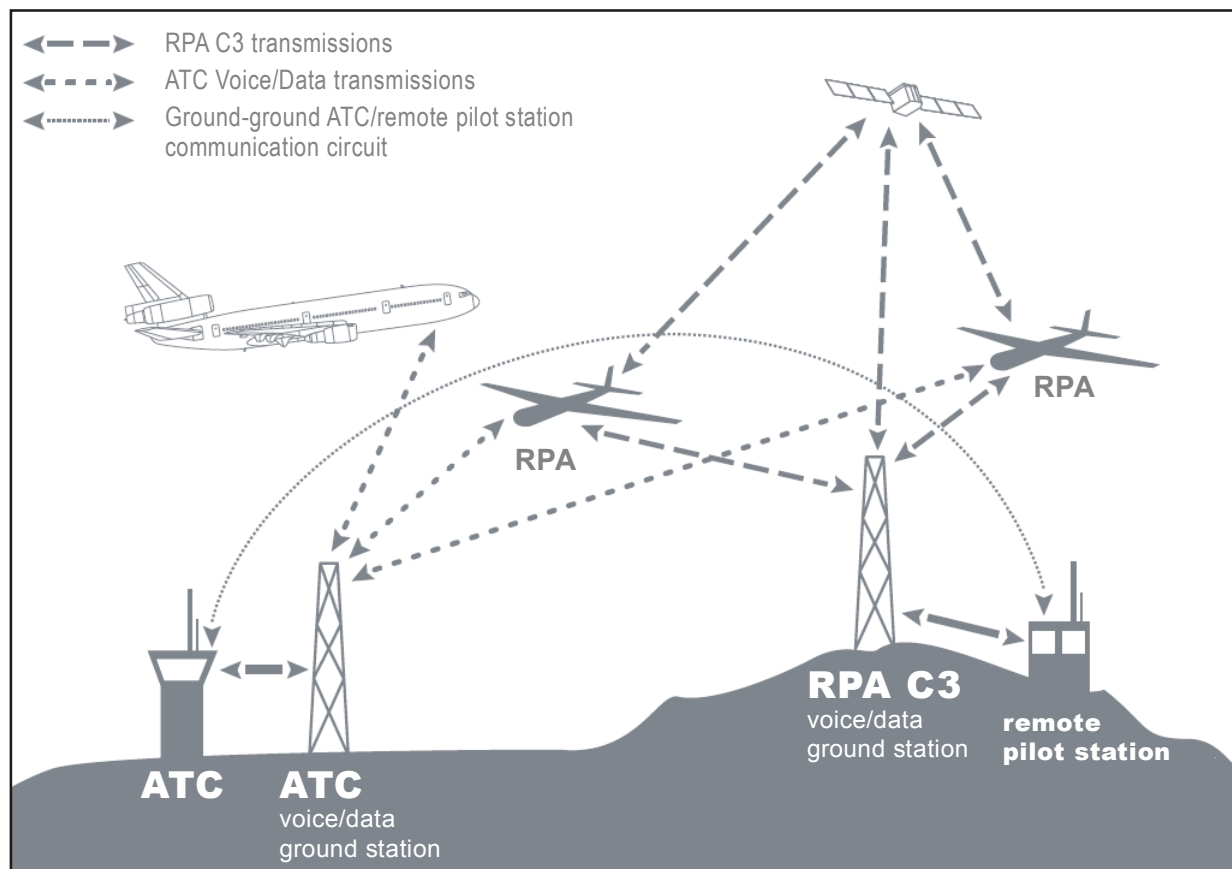 RPA C3 transmissions
ATC Voice/Data transmissions
Ground-ground ATC/remote pilot station
communication circuit
RPA
RPA
RPA C3
voice/data
ground station
remote
pilot station
ATC
ATC
voice/data
ground station